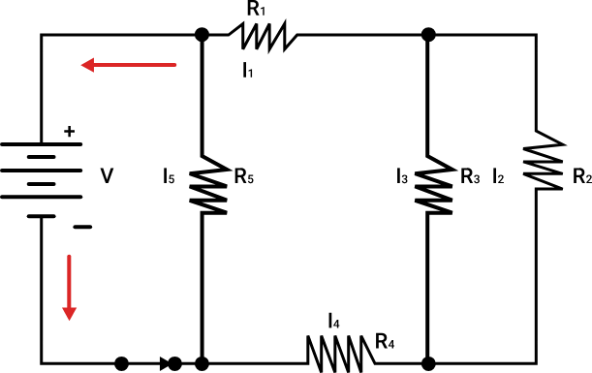 R₁
I₁
+
V
I₅ R₅
I₃ R₃
I₂ R₂
−
I₄
R₄